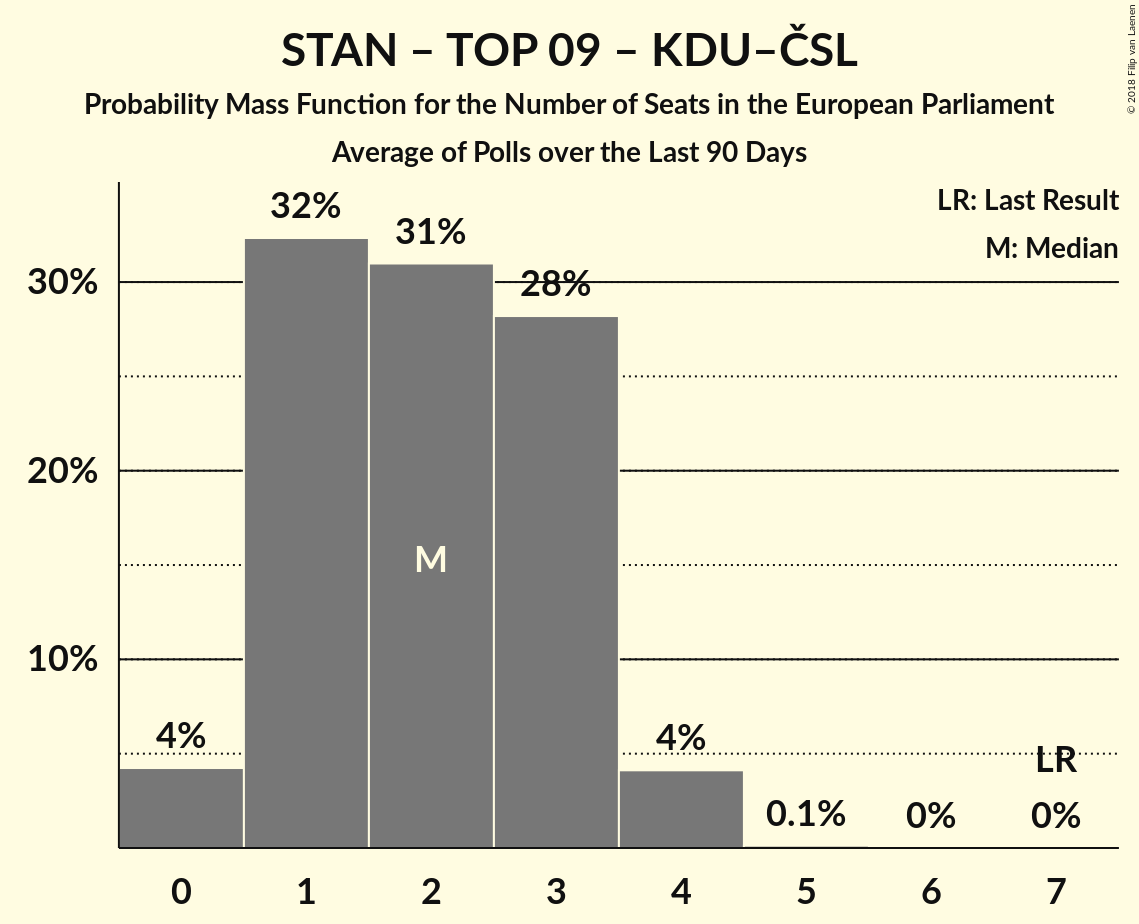 STAN – TOP 09 – KDU–ČSL
Probability Mass Function for the Number of Seats in the European Parliament
Average of Polls over the Last 90 Days
© 2018 Filip van Laenen
LR: Last Result
M: Median
32%
31%
28%
30%
20%
M
10%
4%
4%
LR
0.1%
0%
0%
0 1 2 3 4 5 6 7